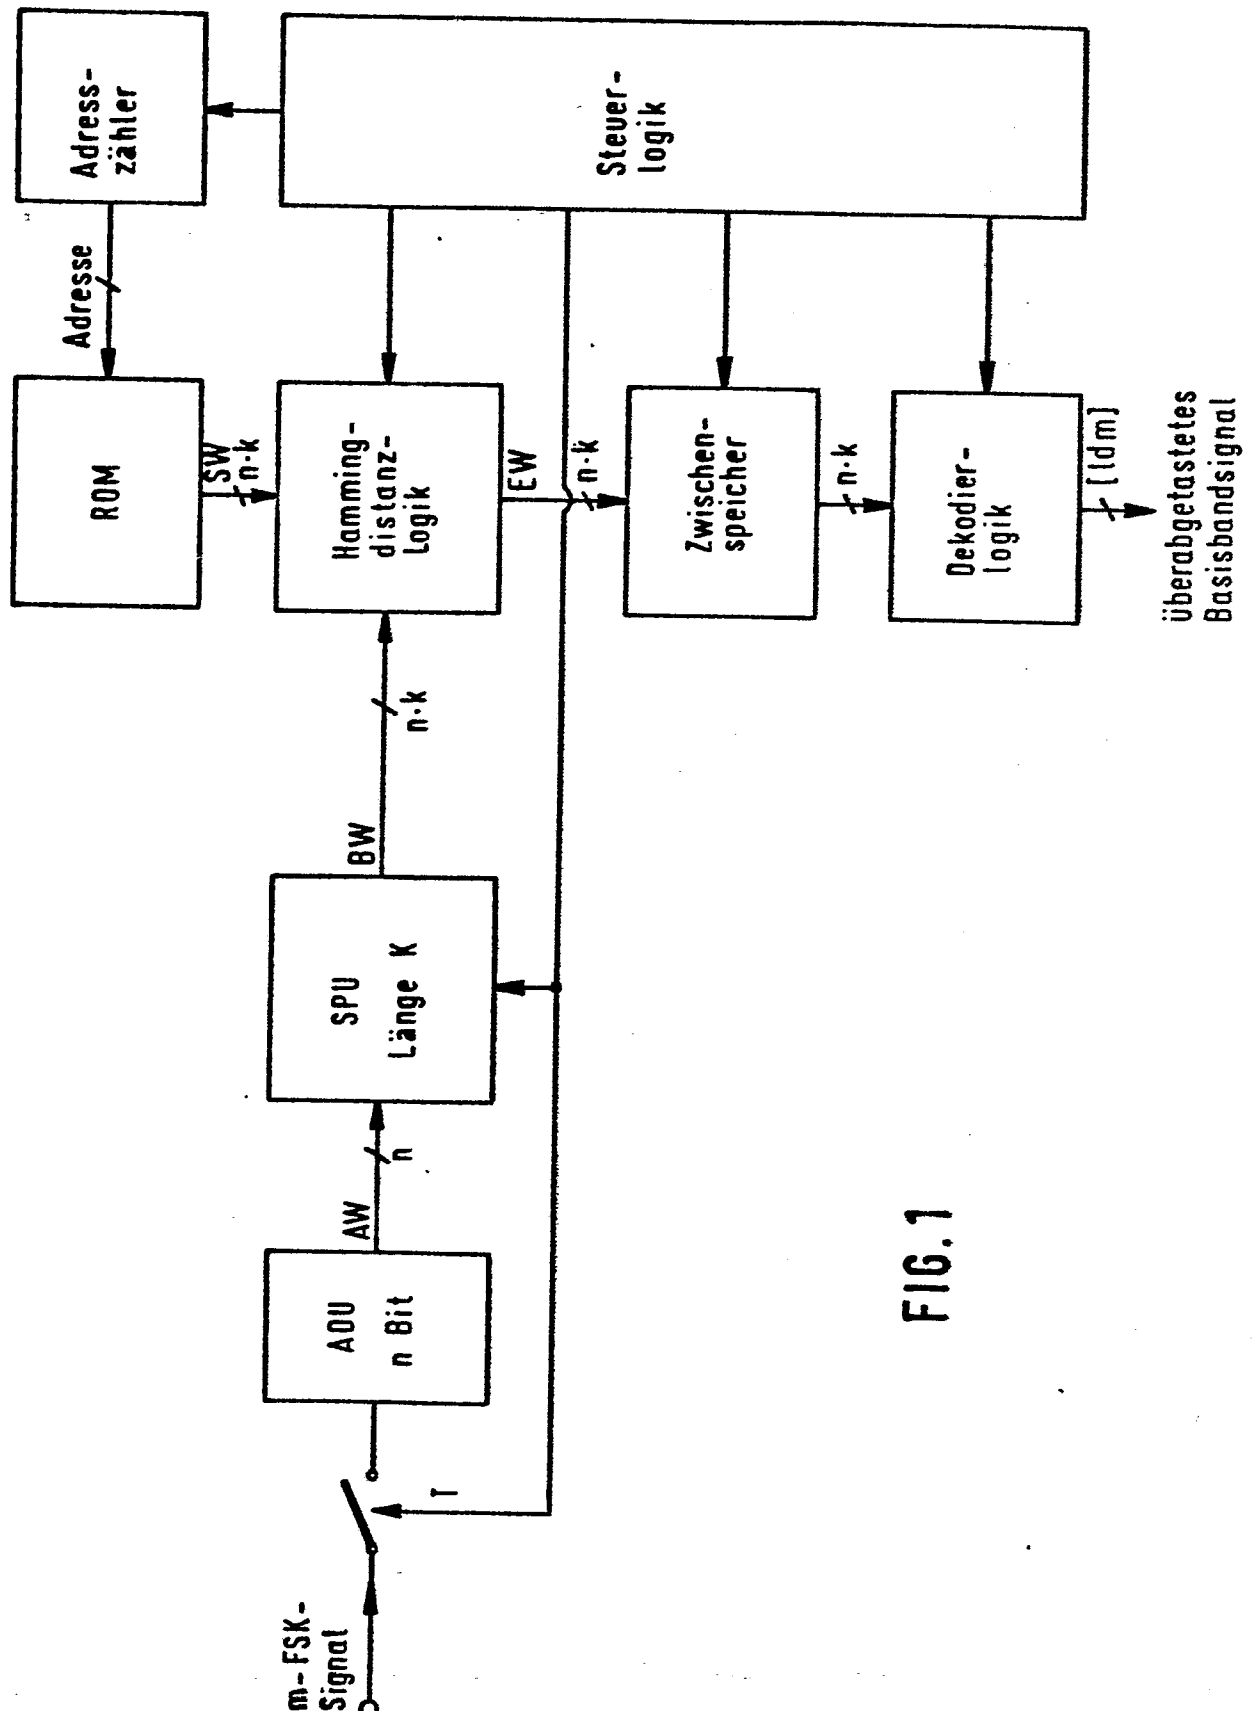 m-FSK-
Signal
T
ADU
n Bit
AW
n
SPU
Länge K
BW
n·k
ROM
SW
n·k
Adresse
Adress-
zähler
Hamming-
distanz-
Logik
EW
n·k
Zwischen-
speicher
n·k
Dekodier-
logik
[ldm]
Überabgetastetes
Basisbandsignal
Steuer-
logik
FIG.1